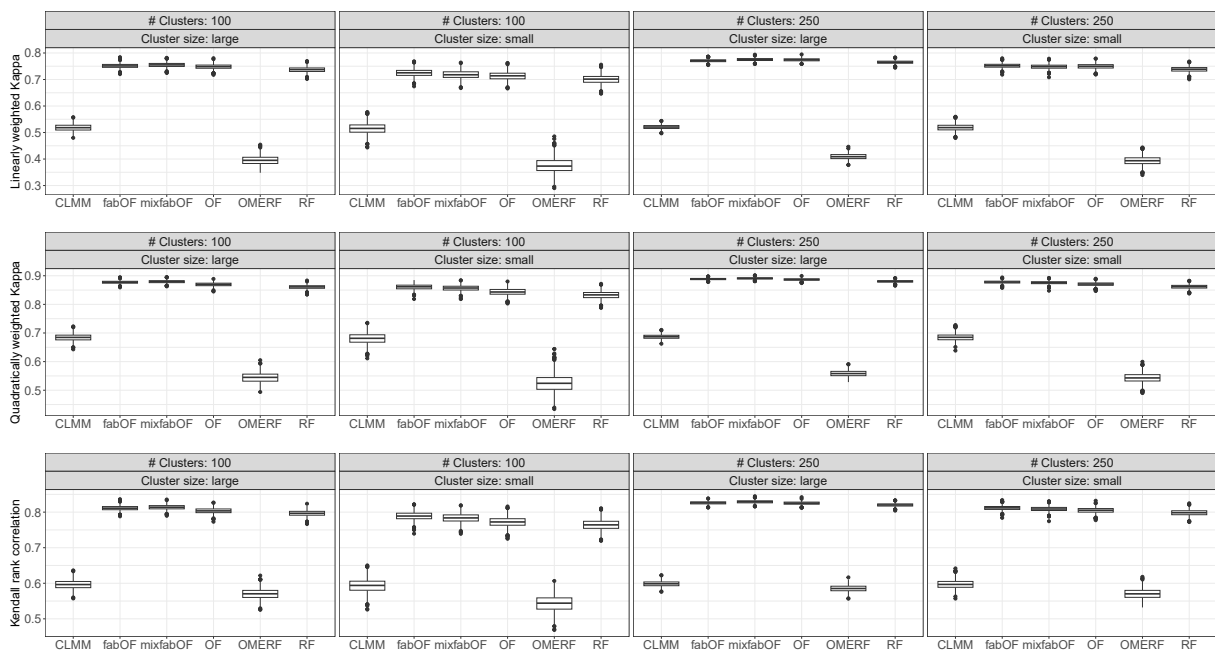 # Clusters: 100 # Clusters: 100 # Clusters: 250 # Clusters: 250
Cluster size: large Cluster size: small Cluster size: large Cluster size: small
Linearly weighted Kappa
0.8
0.7
0.6
0.5
0.4
0.3
CLMM fabOF mixfabOF OF OMERF RF CLMM fabOF mixfabOF OF OMERF RF CLMM fabOF mixfabOF OF OMERF RF CLMM fabOF mixfabOF OF OMERF RF
# Clusters: 100 # Clusters: 100 # Clusters: 250 # Clusters: 250
Cluster size: large Cluster size: small Cluster size: large Cluster size: small
Quadratically weighted Kappa
0.9
0.8
0.7
0.6
0.5
CLMM fabOF mixfabOF OF OMERF RF CLMM fabOF mixfabOF OF OMERF RF CLMM fabOF mixfabOF OF OMERF RF CLMM fabOF mixfabOF OF OMERF RF
# Clusters: 100 # Clusters: 100 # Clusters: 250 # Clusters: 250
Cluster size: large Cluster size: small Cluster size: large Cluster size: small
Kendall rank correlation
0.8
0.7
0.6
0.5
CLMM fabOF mixfabOF OF OMERF RF CLMM fabOF mixfabOF OF OMERF RF CLMM fabOF mixfabOF OF OMERF RF CLMM fabOF mixfabOF OF OMERF RF